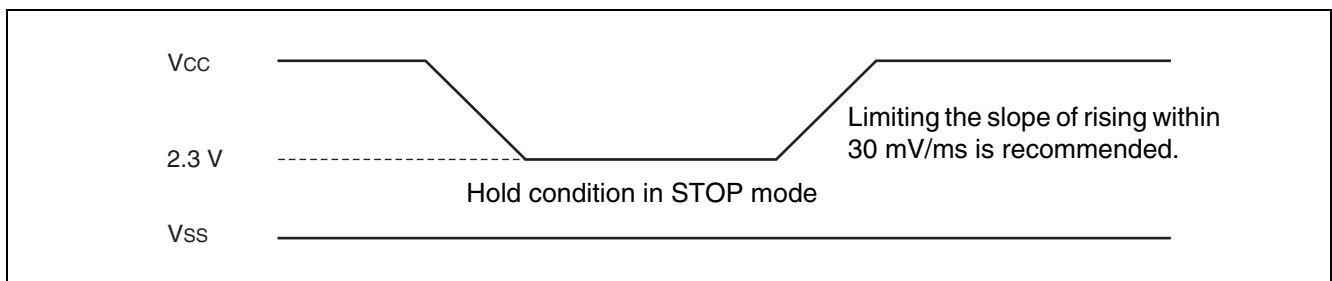 Vcc
Limiting the slope of rising within
30 mV/ms is recommended.
2.3 V
Hold condition in STOP mode
Vss